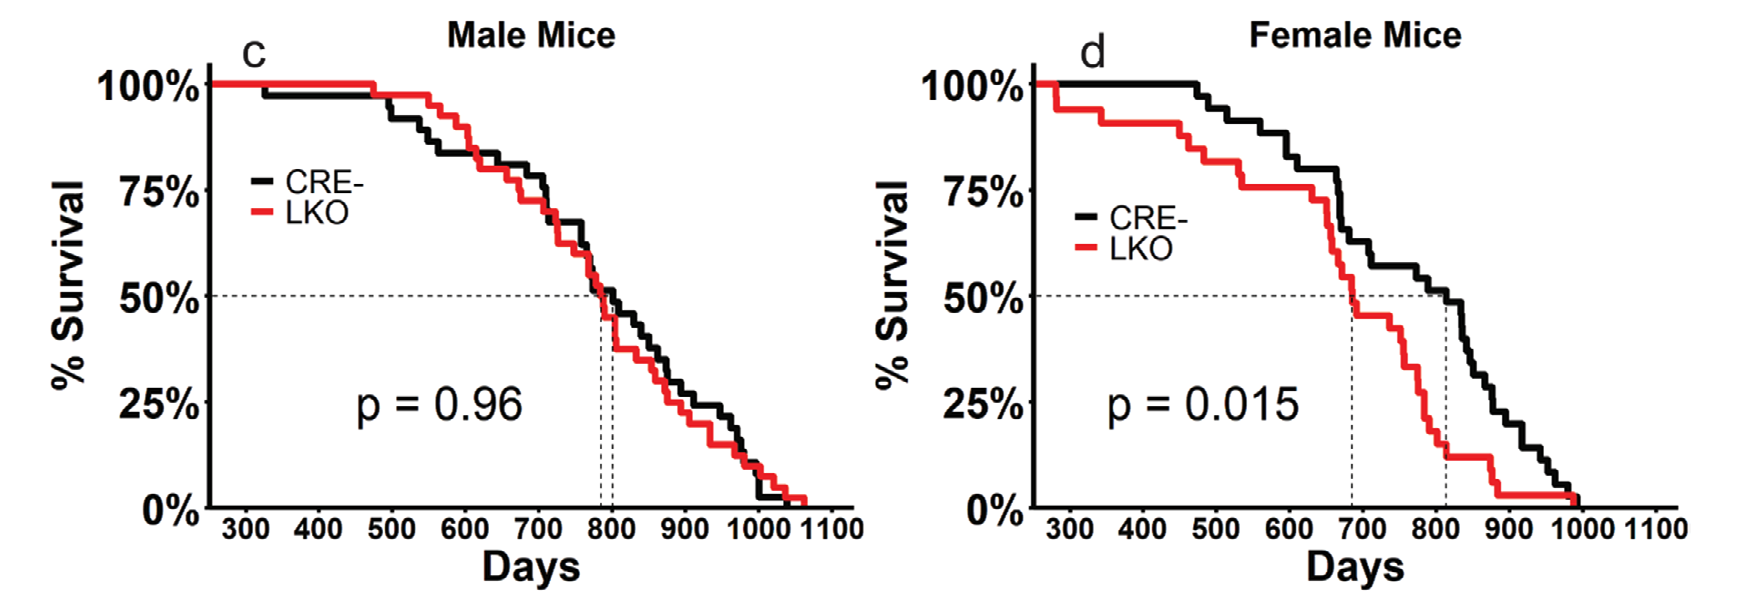 Male Mice
c
100%
75%
50%
25%
0%
% Survival
CRE-
LKO
p = 0.96
300 400 500 600 700 800 900 1000 1100
Days
Female Mice
d
100%
75%
50%
25%
0%
% Survival
CRE-
LKO
p = 0.015
300 400 500 600 700 800 900 1000 1100
Days